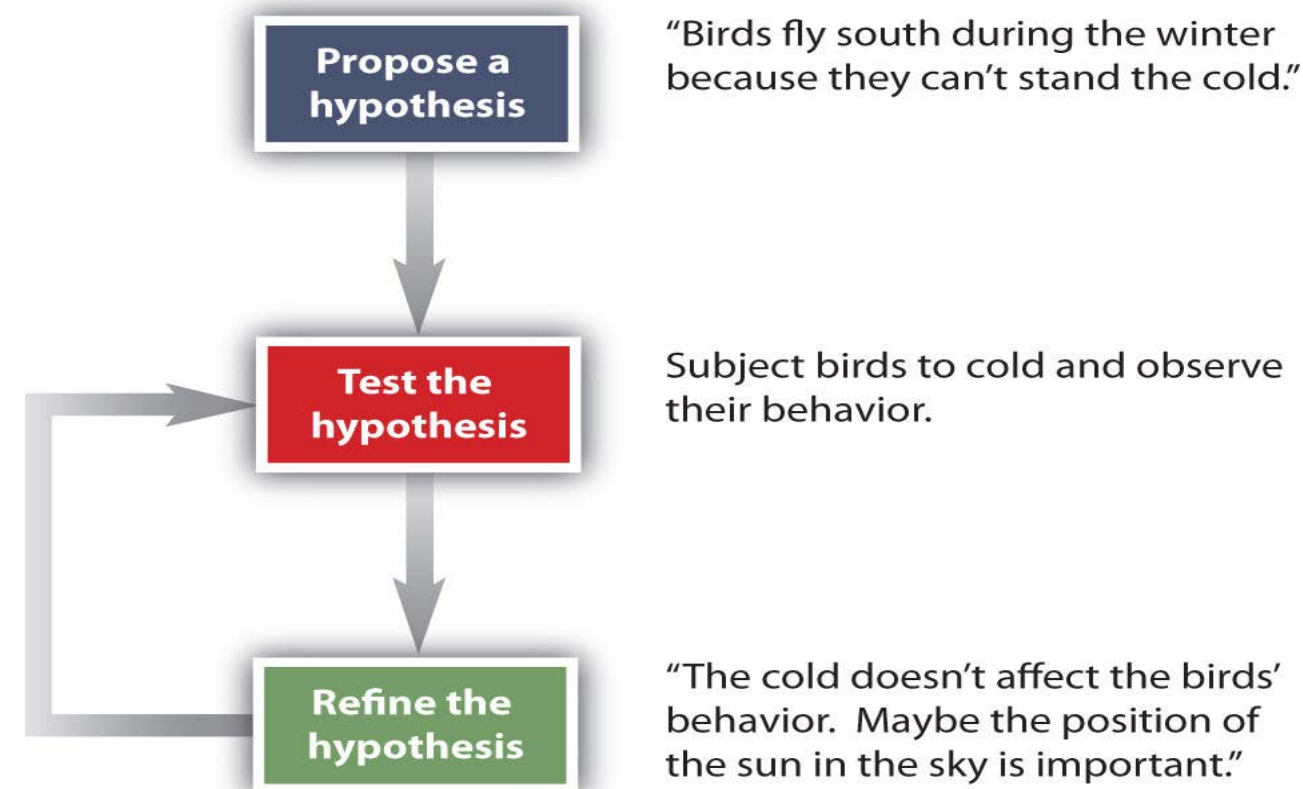 Propose a
hypothesis
“Birds fly south during the winter
because they can’t stand the cold.”
Test the
hypothesis
Subject birds to cold and observe
their behavior.
Refine the
hypothesis
“The cold doesn’t affect the birds’
behavior.  Maybe the position of
the sun in the sky is important.”